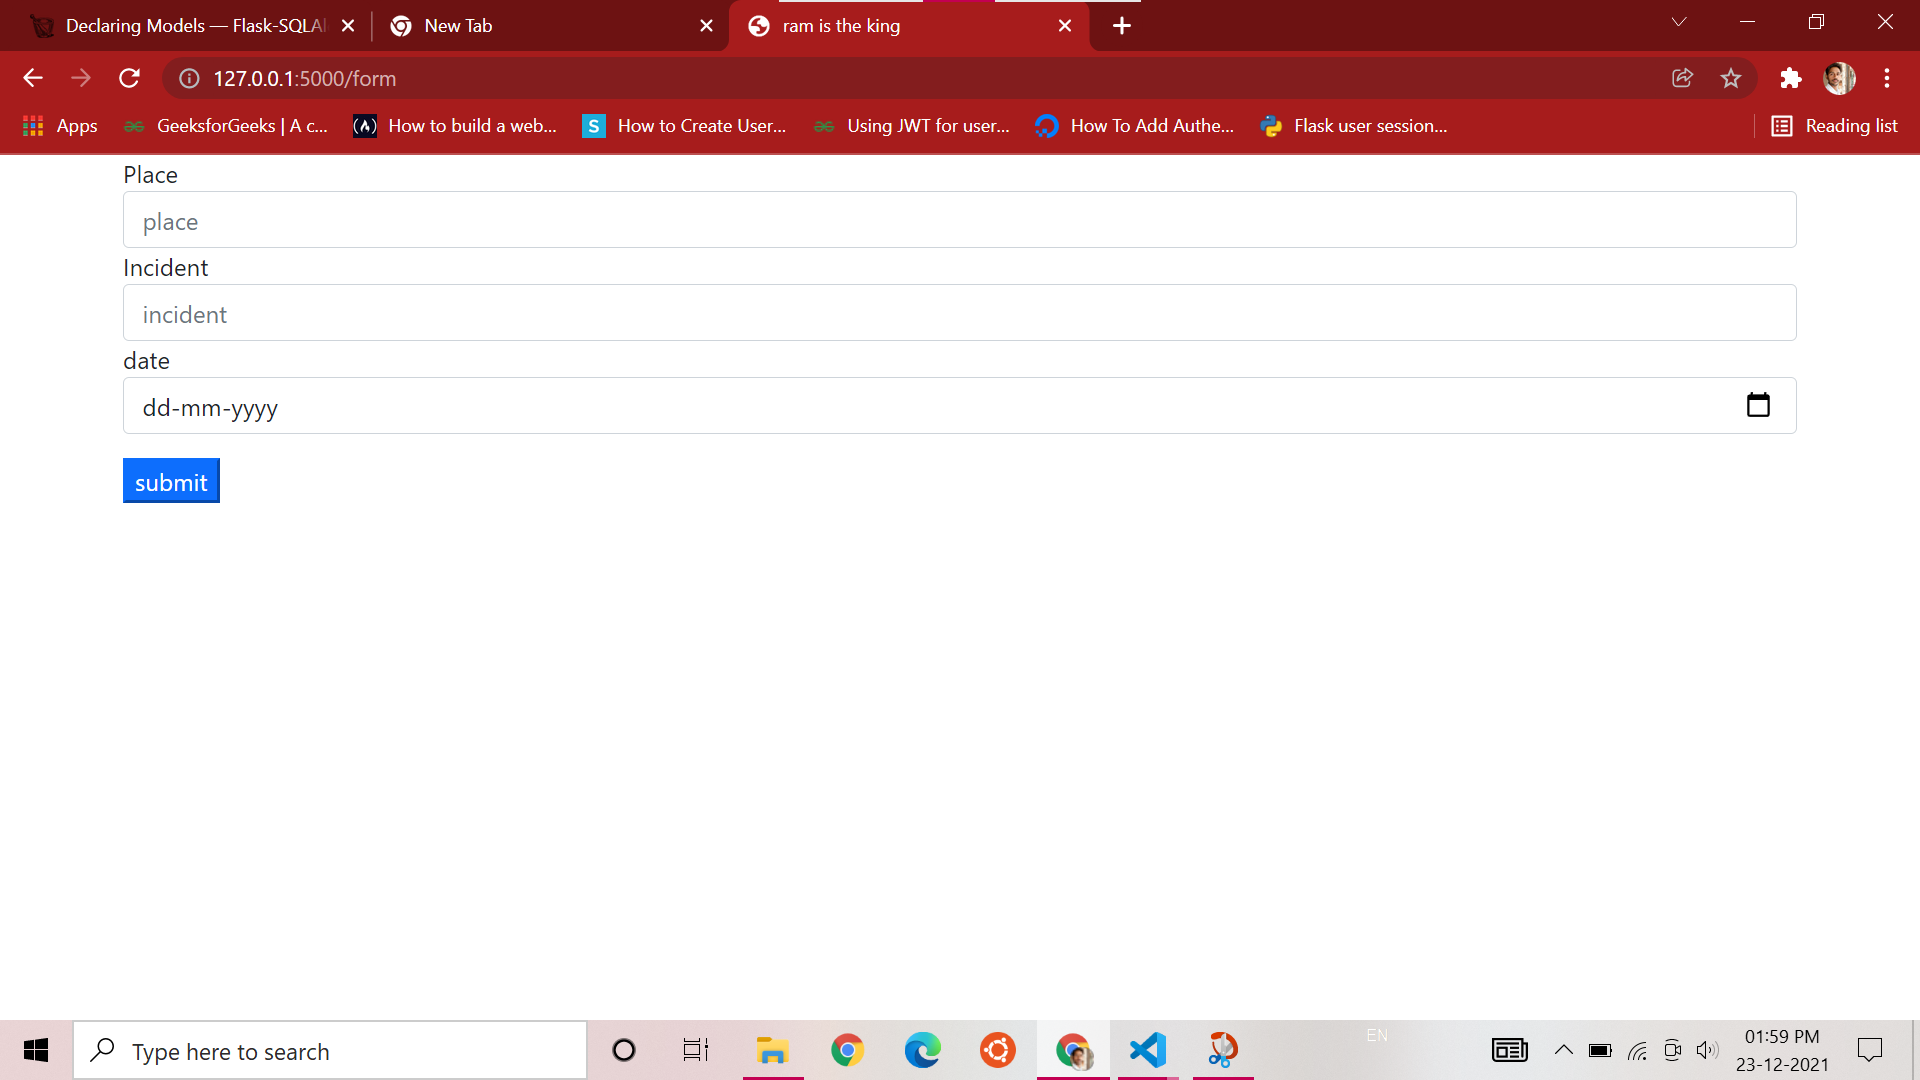 Declaring Models — Flask-SQLAl
New Tab
ram is the king
127.0.0.1:5000/form
Apps
GeeksforGeeks | A c...
How to build a web...
S
How to Create User...
Using JWT for user...
How To Add Authe...
Flask user session...
Reading list
Place
place
Incident
incident
date
dd-mm-yyyy
submit
Type here to search
EN
01:59 PM
23-12-2021